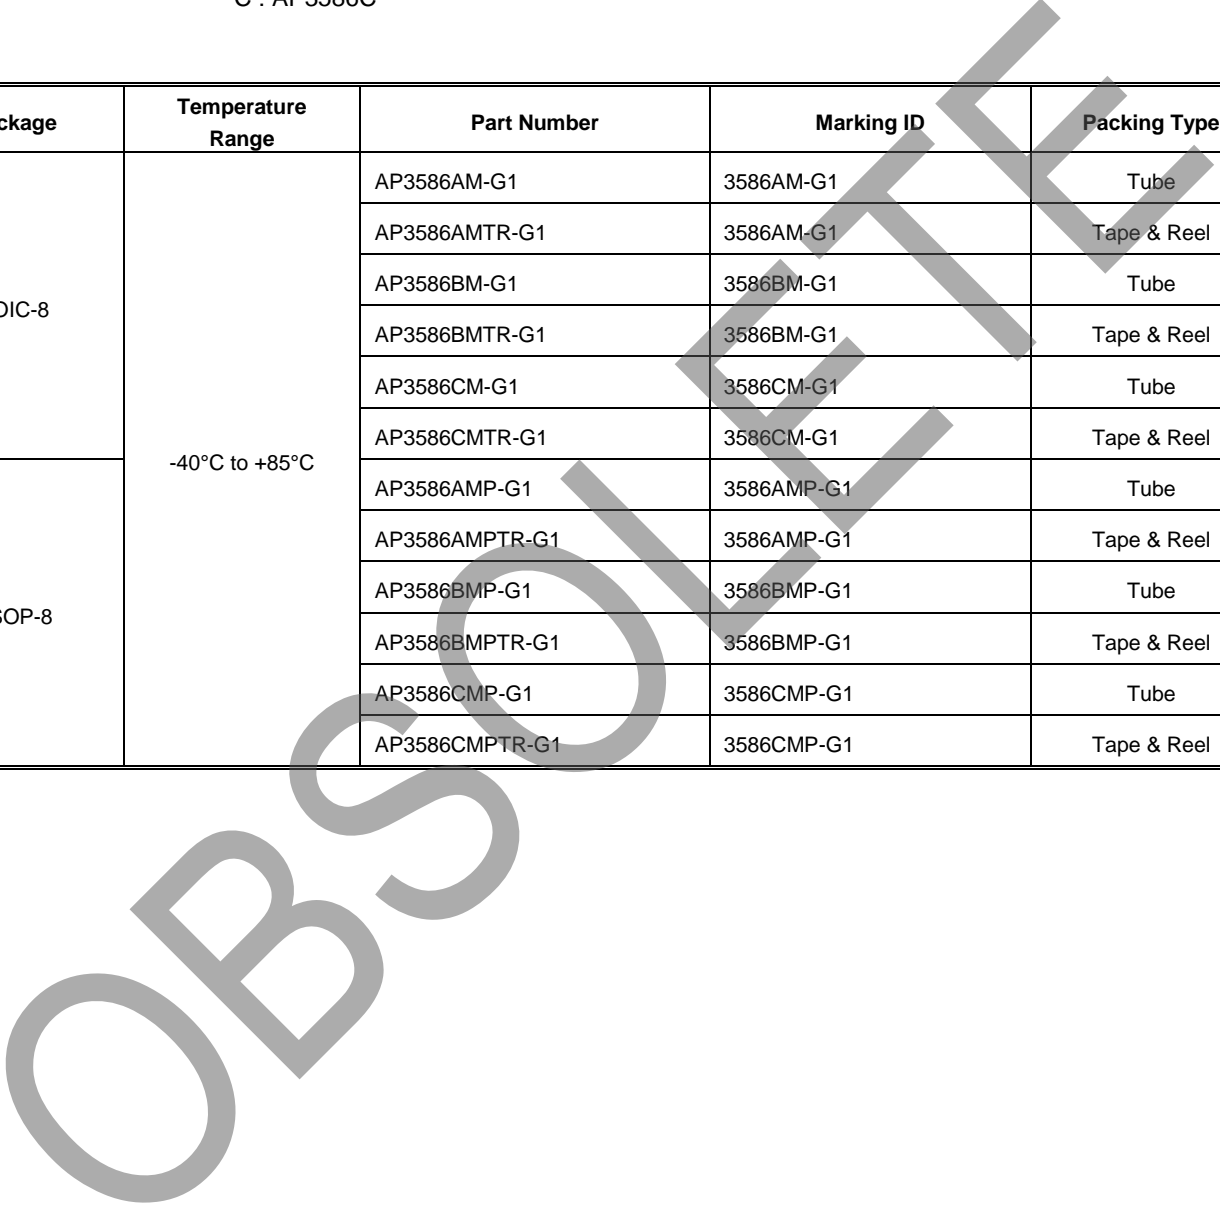 C : AP3586C
ckage Temperature Range Part Number Marking ID Packing Type
AP3586AM-G1 3586AM-G1 Tube
AP3586AMTR-G1 3586AM-G1 Tape & Reel
AP3586BM-G1 3586BM-G1 Tube
OIC-8
AP3586BMTR-G1 3586BM-G1 Tape & Reel
AP3586CM-G1 3586CM-G1 Tube
AP3586CMTR-G1 3586CM-G1 Tape & Reel
-40°C to +85°C
AP3586AMP-G1 3586AMP-G1 Tube
AP3586AMPTR-G1 3586AMP-G1 Tape & Reel
AP3586BMP-G1 3586BMP-G1 Tube
SOP-8
AP3586BMPTR-G1 3586BMP-G1 Tape & Reel
AP3586CMP-G1 3586CMP-G1 Tube
AP3586CMPTR-G1 3586CMP-G1 Tape & Reel
OBSOLETE